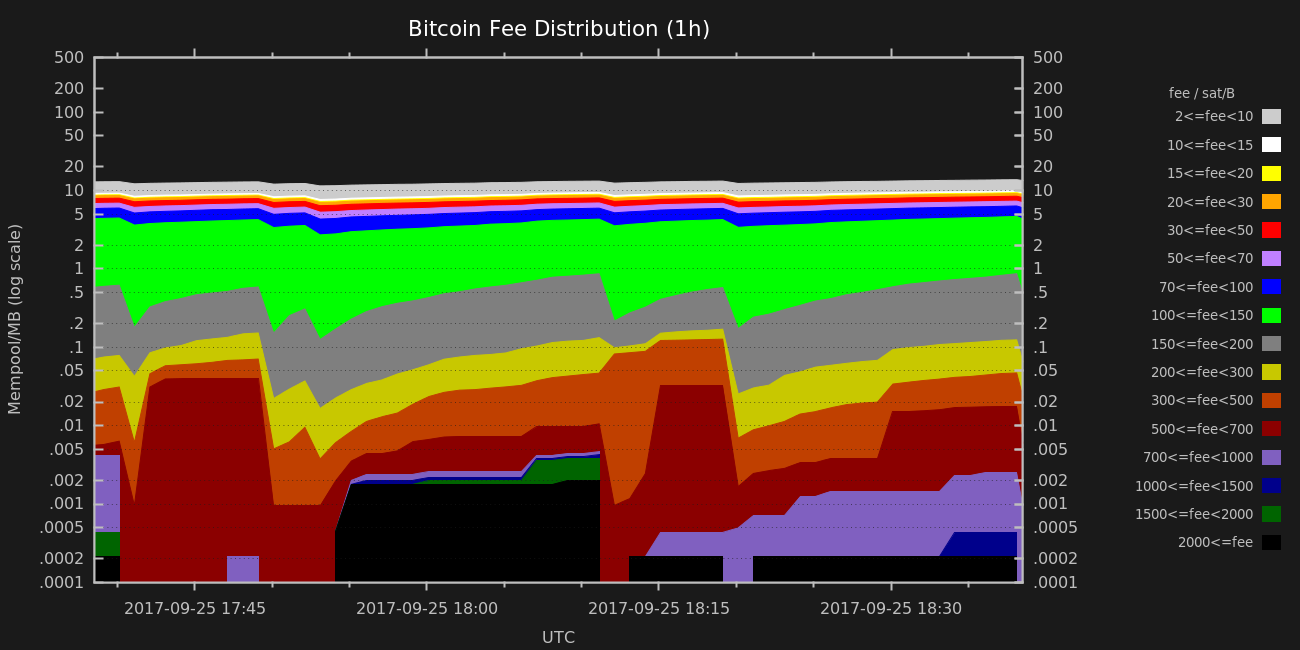 Bitcoin Fee Distribution (1h)
500 500
200 200
100 100
50 50
20 20
10 10
5 5
2 2
1 1
.5 .5
.2 .2
.1 .1
.05 .05
.02 .02
.01 .01
.005 .005
.002 .002
.001 .001
.0005 .0005
.0002 .0002
.0001 .0001
Mempool/MB (log scale)
2017-09-25 17:45 2017-09-25 18:00 2017-09-25 18:15 2017-09-25 18:30
UTC
fee / sat/B
2<=fee<10
10<=fee<15
15<=fee<20
20<=fee<30
30<=fee<50
50<=fee<70
70<=fee<100
100<=fee<150
150<=fee<200
200<=fee<300
300<=fee<500
500<=fee<700
700<=fee<1000
1000<=fee<1500
1500<=fee<2000
2000<=fee